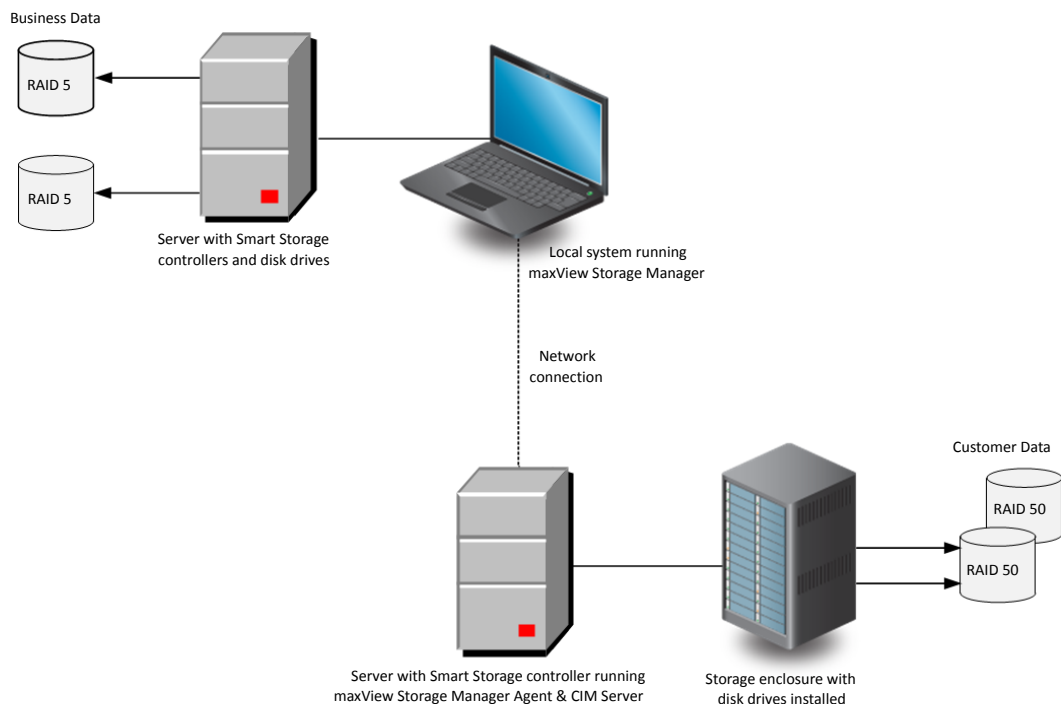 Business Data
RAID 5
RAID 5
Server with Smart Storage
controllers and disk drives
Local system running
maxView Storage Manager
Network
connection
Customer Data
RAID 50
RAID 50
Server with Smart Storage controller running
maxView Storage Manager Agent & CIM Server
Storage enclosure with
disk drives installed